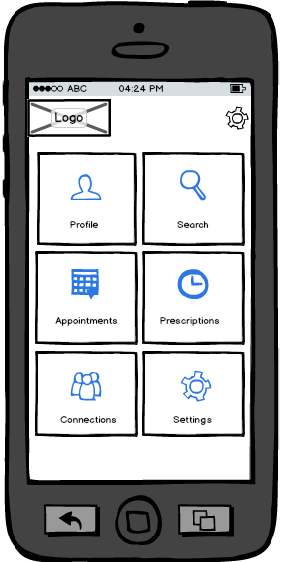 ABC 04:24 PM
Logo
Profile Search
Appointments Prescriptions
Connections Settings